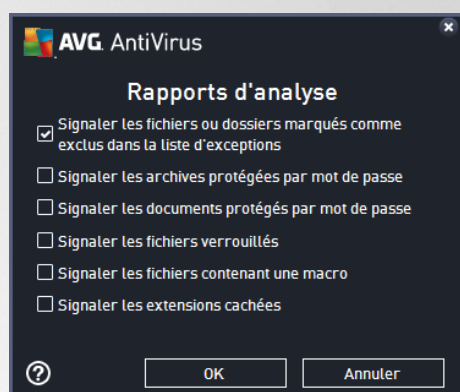 AVG. AntiVirus
Rapports d'analyse
Signaler les fichiers ou dossiers marqués comme
exclus dans la liste d'exceptions
Signaler les archives protégées par mot de passe
Signaler les documents protégés par mot de passe
Signaler les fichiers verrouillés
Signaler les fichiers contenant une macro
Signaler les extensions cachées
? OK Annuler